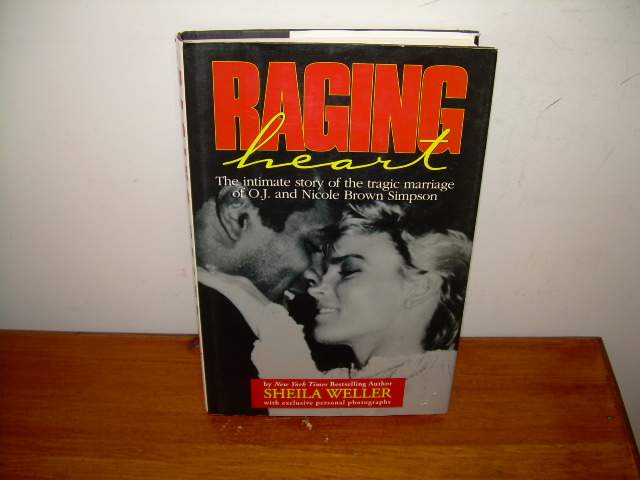 RAGING
heart
The intimate story of the tragic marriage
of O.J. and Nicole Brown Simpson
by New York Times Bestselling Author
SHEILA WELLER
with exclusive personal photographs